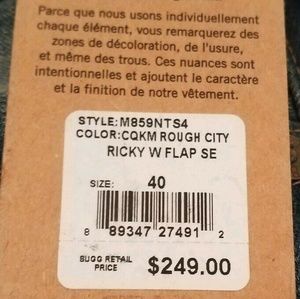 Parce que nous usons individuellement
chaque élément, vous remarquerez des
zones de décoloration, de l'usure,
et même des trous. Ces nuances sont
intentionnelles et ajoutent le caractère
et la finition de notre vêtement.
STYLE:M859NTS4
COLOR:CQKM ROUGH CITY
RICKY W FLAP SE
SIZE: 40
8 89347 27491 2
SUGG RETAIL
PRICE $249.00